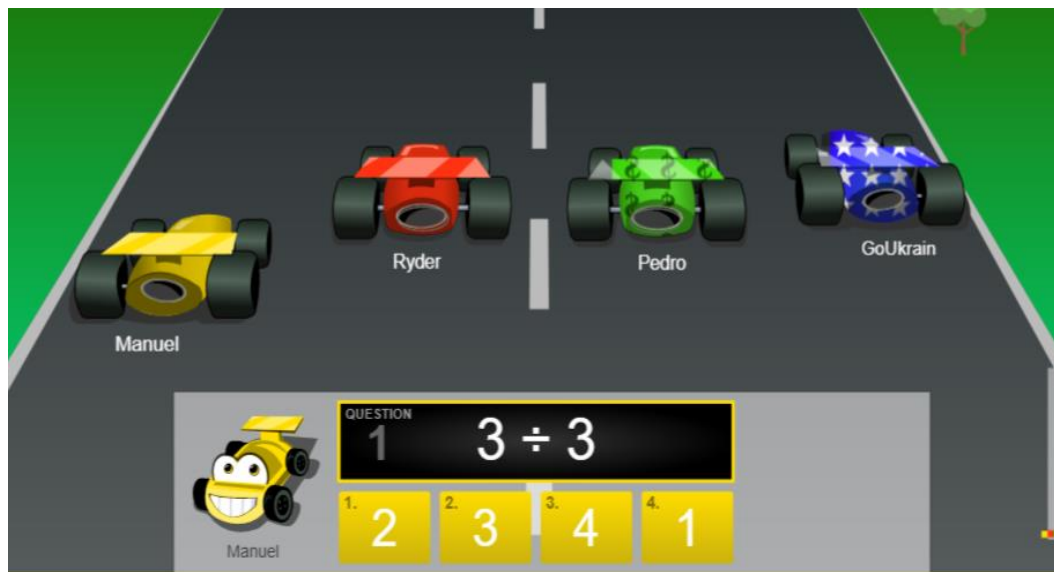 Ryder
Pedro
GoUkrain
Manuel
QUESTION
1
3 ÷ 3
1. 2
2. 3
3. 4
4. 1
Manuel